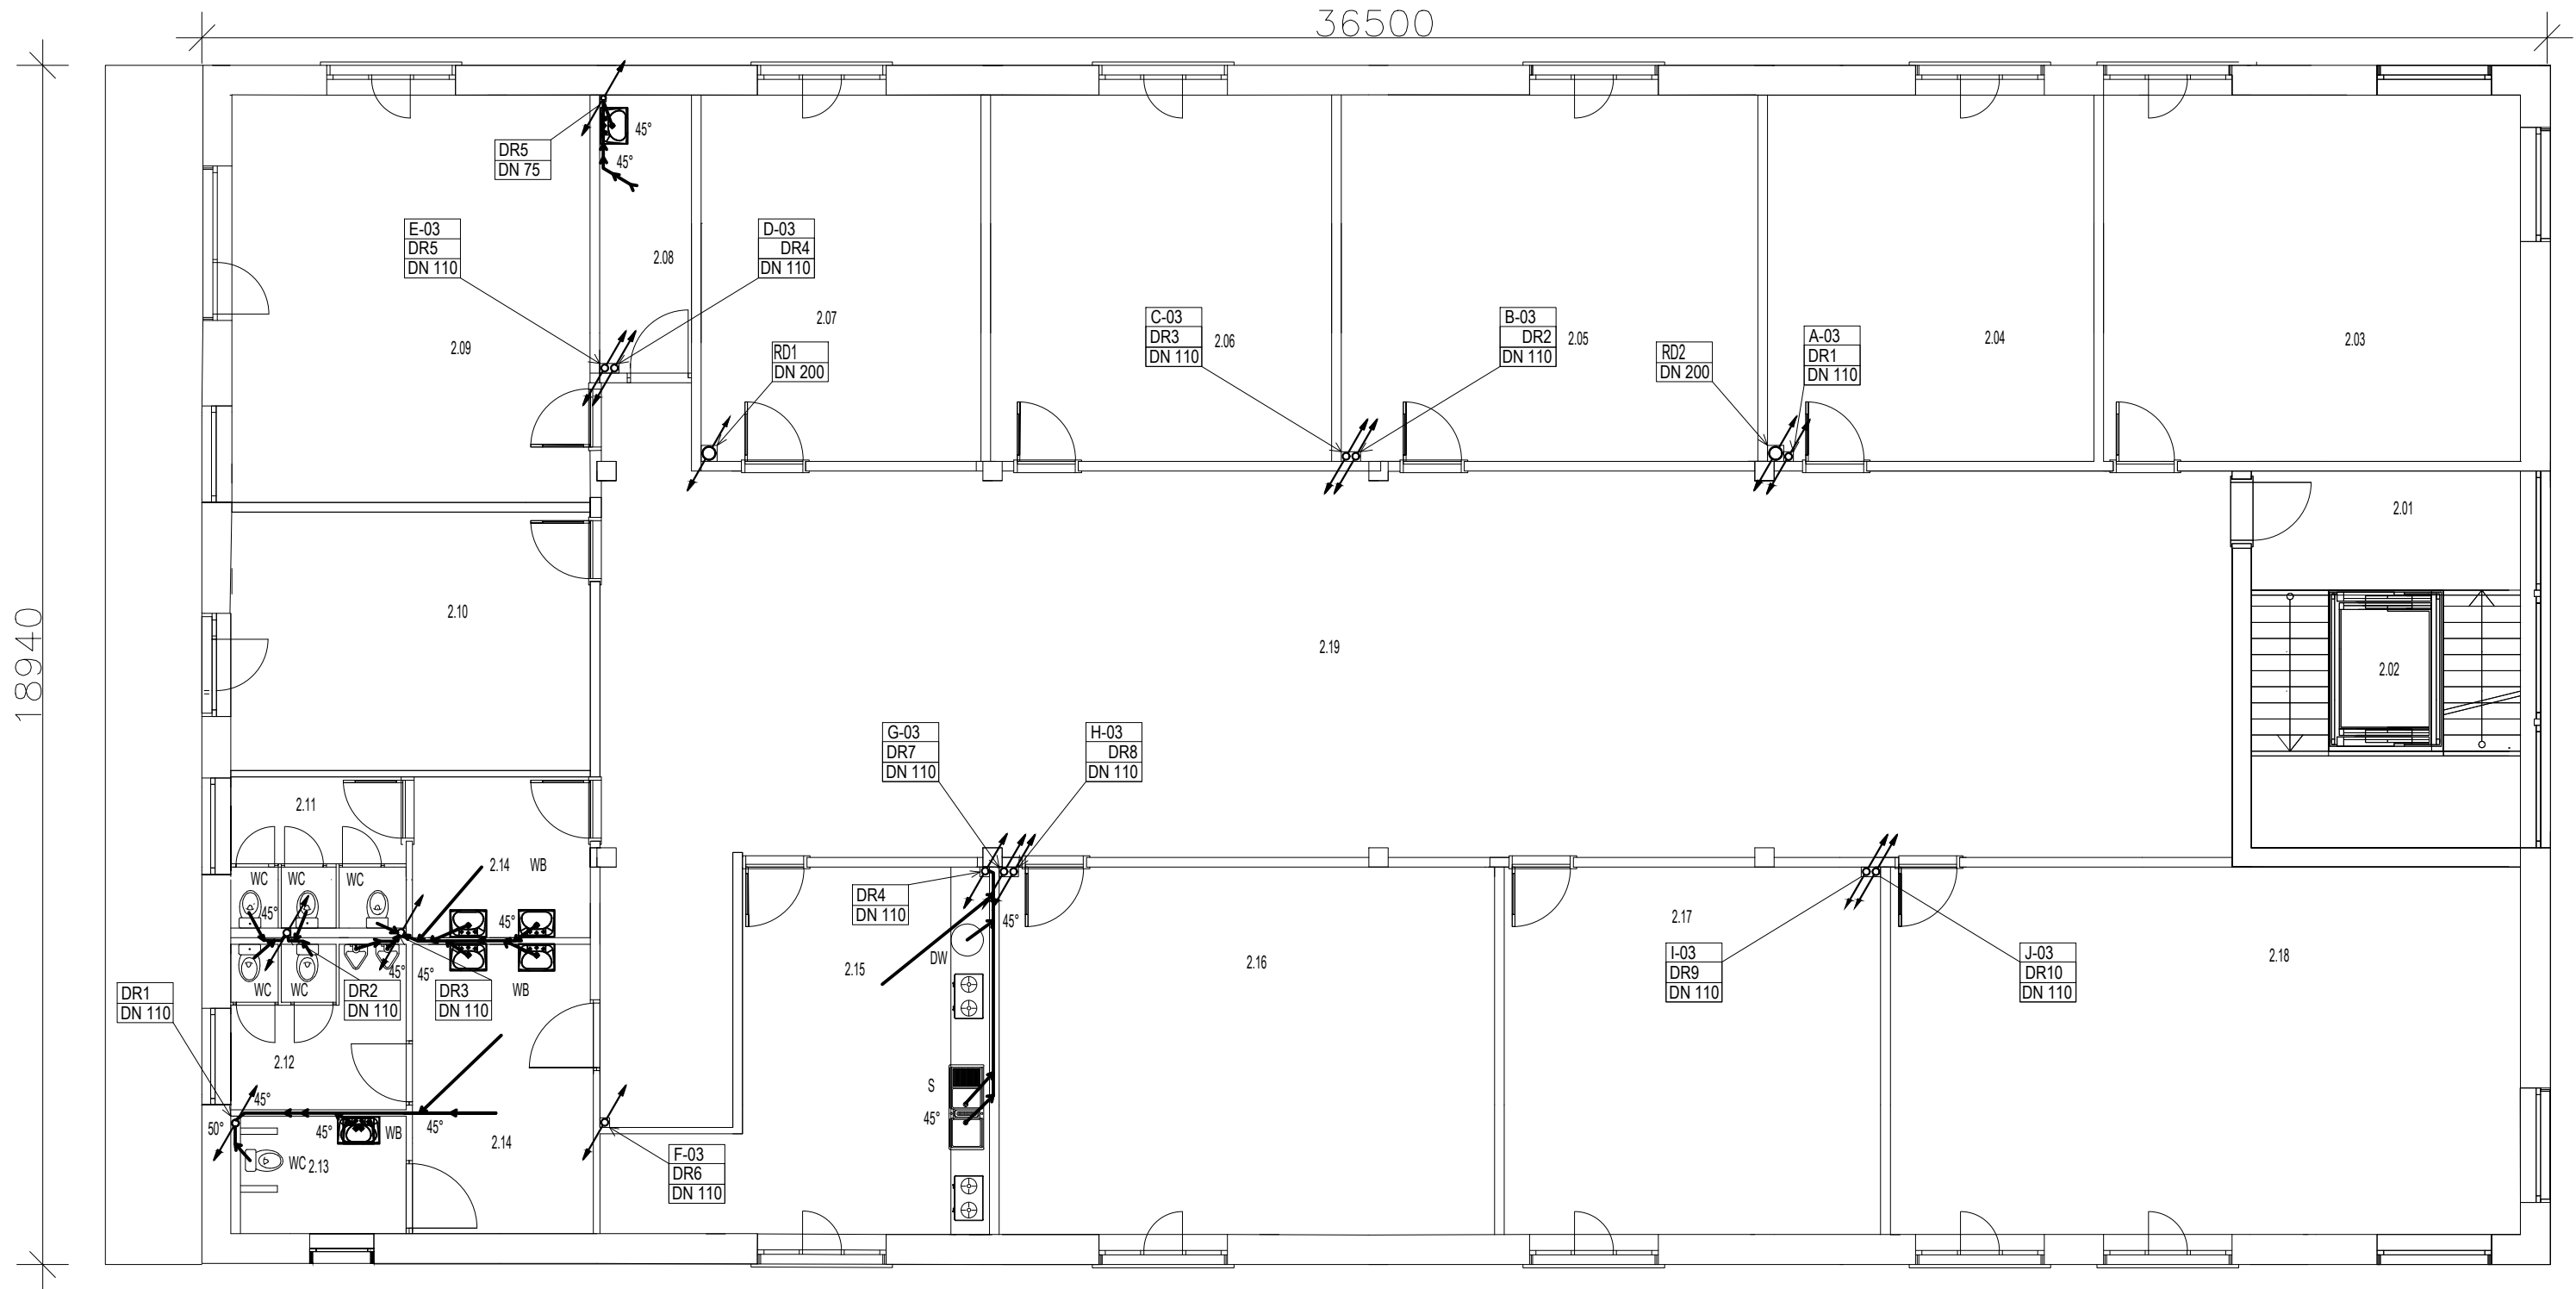 36500
18940
DR5
DN 75
45°
45°
E-03
DR5
DN 110
D-03
DR4
DN 110
2.08
2.07
2.09
RD1
DN 200
C-03
DR3
DN 110
2.06
B-03
DR2
DN 110
2.05
RD2
DN 200
A-03
DR1
DN 110
2.04
2.03
2.01
2.02
2.10
2.19
G-03
DR7
DN 110
H-03
DR8
DN 110
2.11
2.14
WB
WC
WC
WC
45°
45°
DR4
DN 110
45°
2.17
2.18
2.16
2.15
DW
I-03
DR9
DN 110
J-03
DR10
DN 110
45°
45°
WB
WC
WC
DR2
DN 110
DR3
DN 110
DR1
DN 110
2.12
45°
50°
45°
WB
45°
2.14
WC
2.13
S
45°
F-03
DR6
DN 110